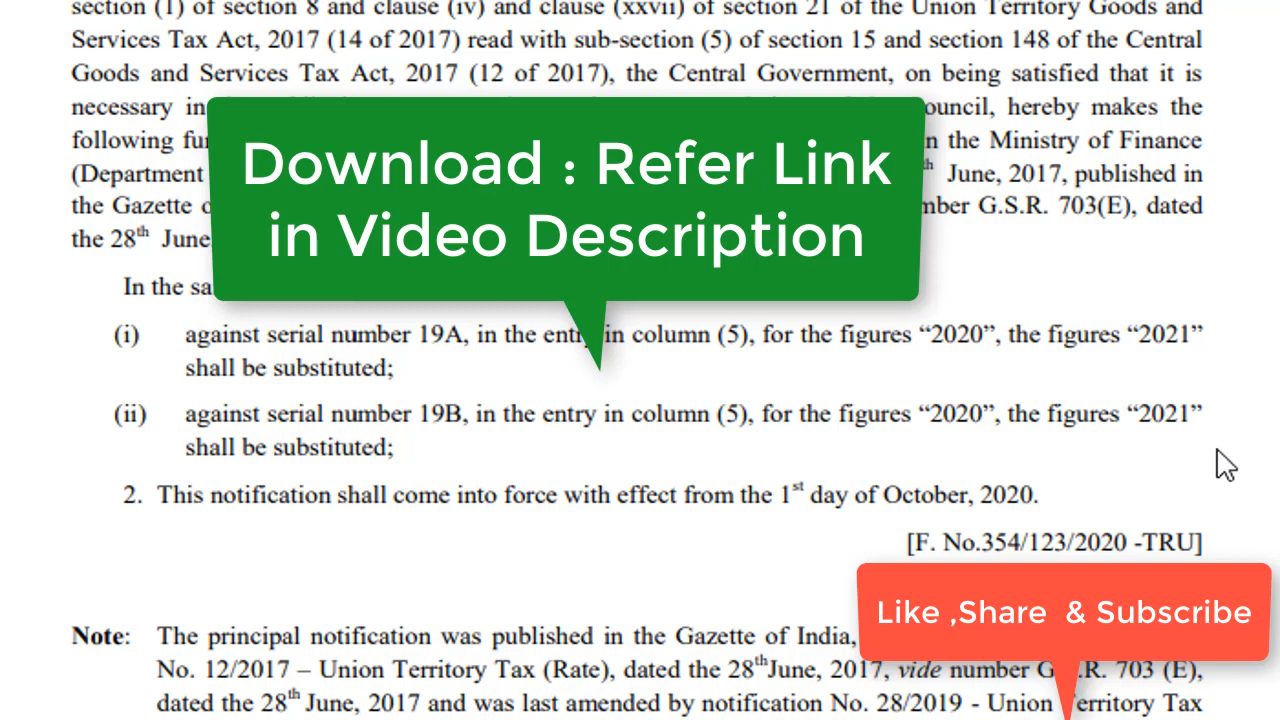 section (1) of section 8 and clause (iv) and clause (xxvii) of section 21 of the Union Territory Goods and
Services Tax Act, 2017 (14 of 2017) read with sub-section (5) of section 15 and section 148 of the Central
Goods and Services Tax Act, 2017 (12 of 2017), the Central Government, on being satisfied that it is
necessary in hereby makes the
following in the Ministry of Finance
(Department June, 2017, published in
the Gazette G.S.R. 703(E), dated
the 28th June
Download : Refer Link
in Video Description
In the
(i) against serial number 19A, in the entry in column (5), for the figures “2020”, the figures “2021”
shall be substituted;
(ii) against serial number 19B, in the entry in column (5), for the figures “2020”, the figures “2021”
shall be substituted;
2. This notification shall come into force with effect from the 1st day of October, 2020.
[F. No.354/123/2020 -TRU]
Like ,Share & Subscribe
Note: The principal notification was published in the Gazette of India,
No. 12/2017 – Union Territory Tax (Rate), dated the 28th June, 2017, vide number 703 (E),
dated the 28th June, 2017 and was last amended by notification No. 28/2019 - Union Territory Tax